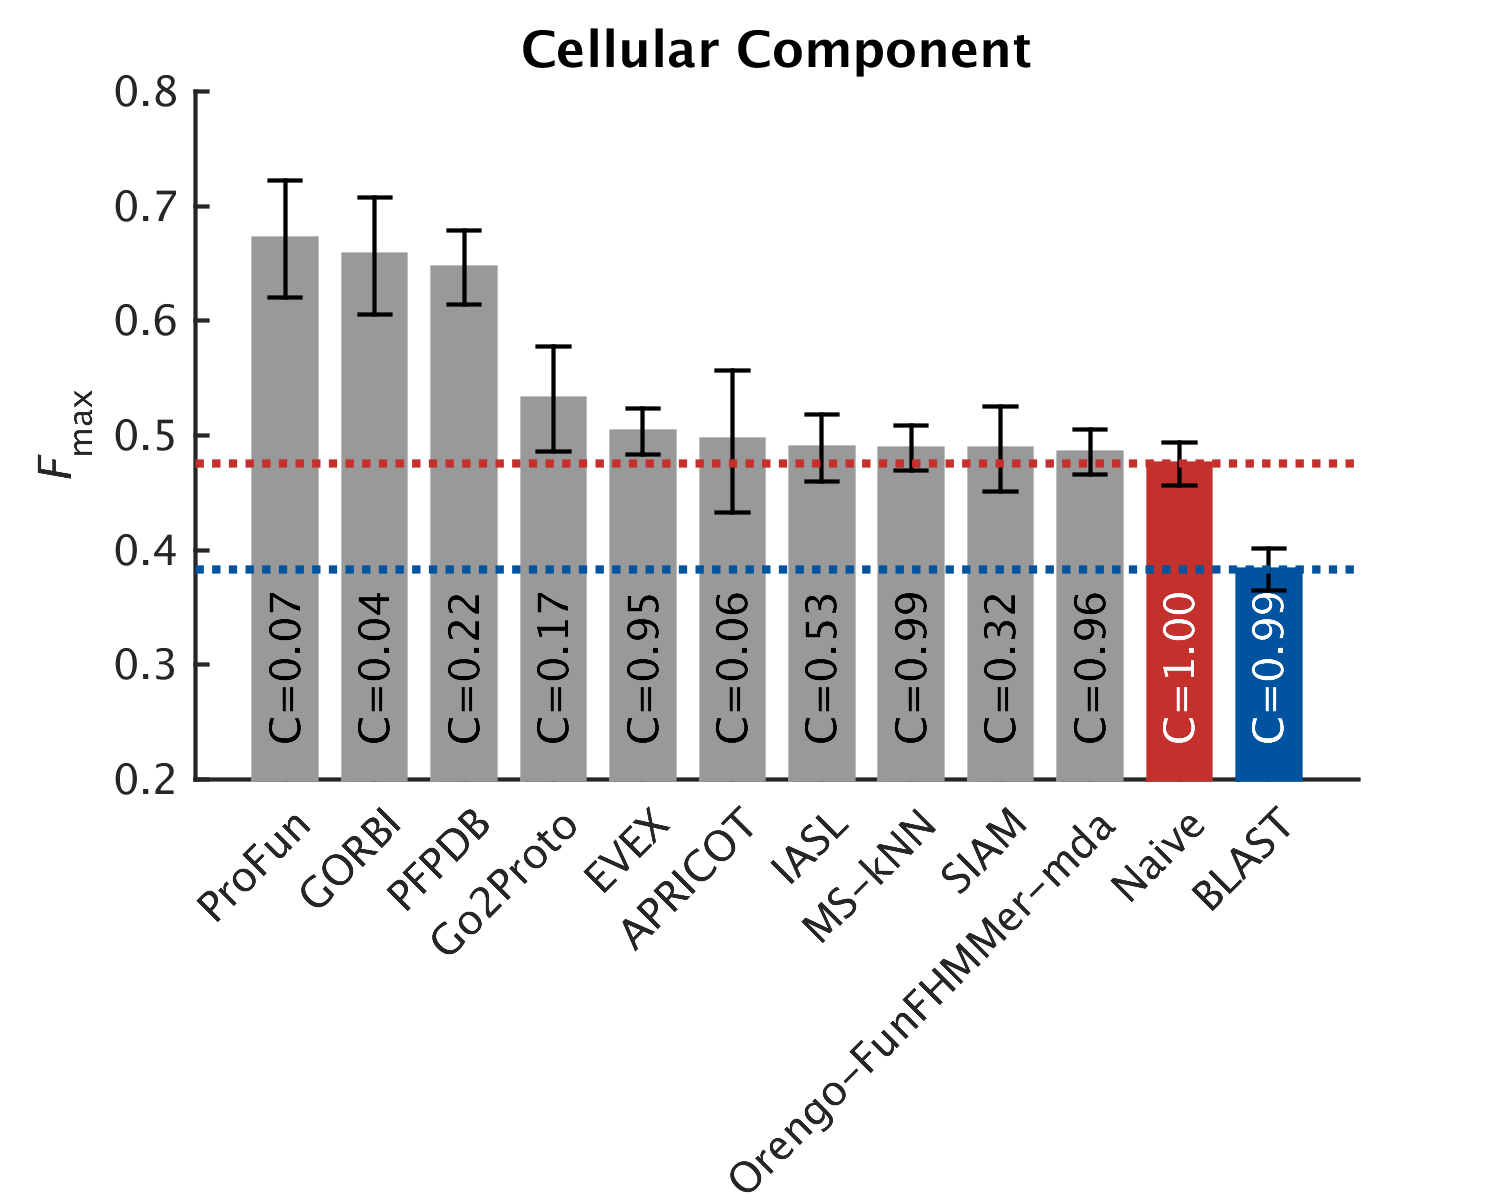 Cellular Component
0.8
0.7
0.6
0.5
0.4
0.3
0.2
Fmax
C=0.07
C=0.04
C=0.22
C=0.17
C=0.95
C=0.06
C=0.53
C=0.99
C=0.32
C=0.96
C=1.00
C=0.99
ProFun
GORBI
PFPDB
Go2Proto
EVEX
APRICOT
IASL
MS-kNN
SIAM
Orengo-FunFHMMer-mda
Naive
BLAST